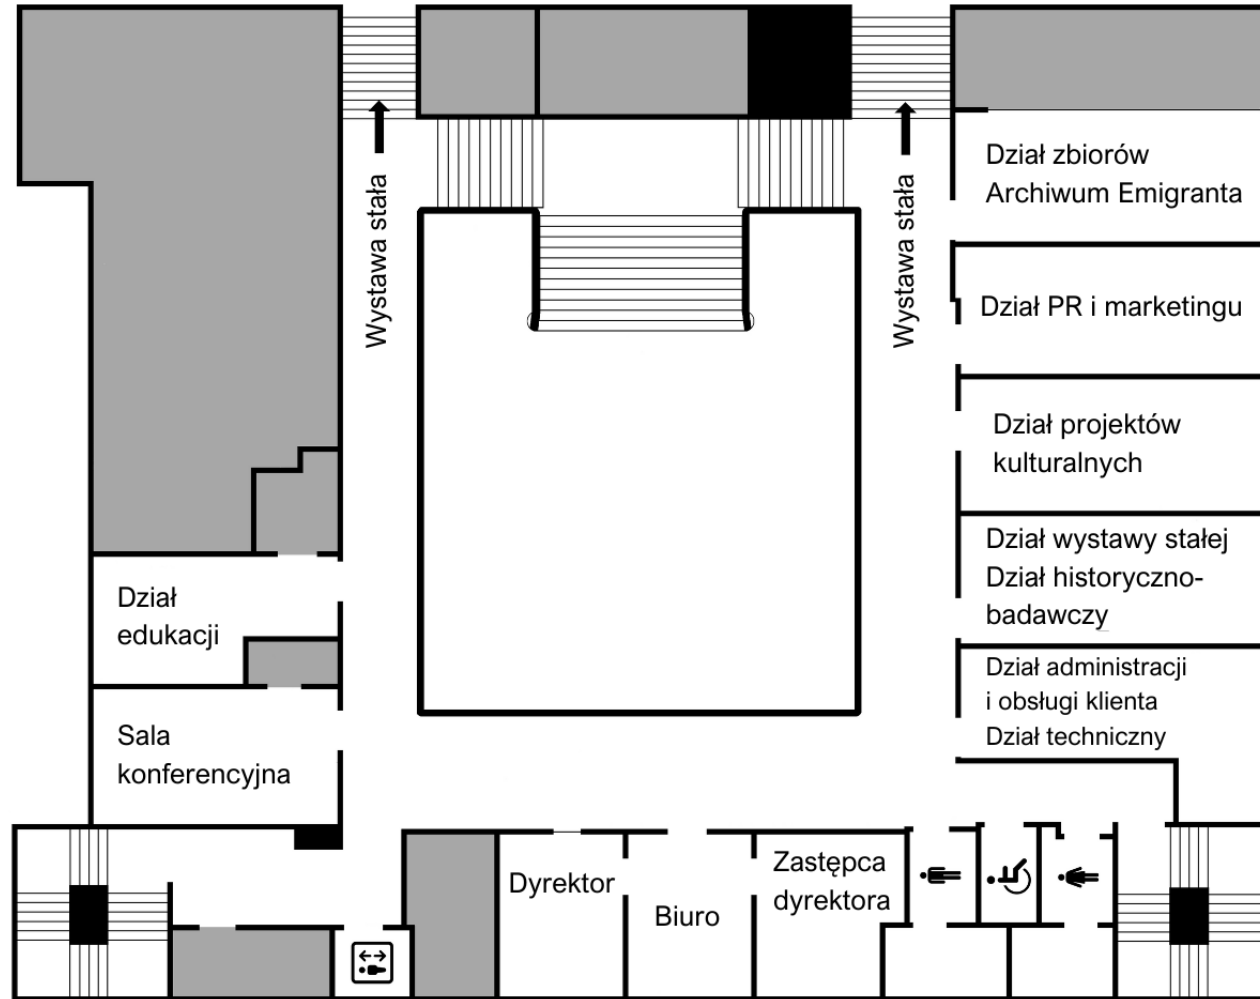 Wystawa stała
Wystawa stała
Dział zbiorów
Archiwum Emigranta
Dział PR i marketingu
Dział projektów
kulturalnych
Dział wystawy stałej
Dział historyczno-
badawczy
Dział administracji
i obsługi klienta
Dział techniczny
Dział
edukacji
Sala
konferencyjna
Dyrektor
Biuro
Zastępca
dyrektora